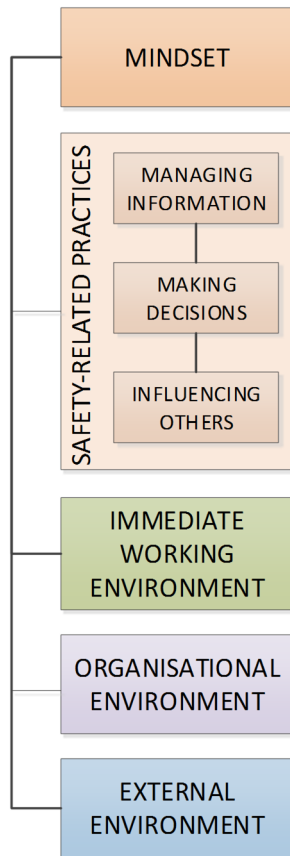 MINDSET
SAFETY-RELATED PRACTICES
MANAGING
INFORMATION
MAKING
DECISIONS
INFLUENCING
OTHERS
IMMEDIATE
WORKING
ENVIRONMENT
ORGANISATIONAL
ENVIRONMENT
EXTERNAL
ENVIRONMENT